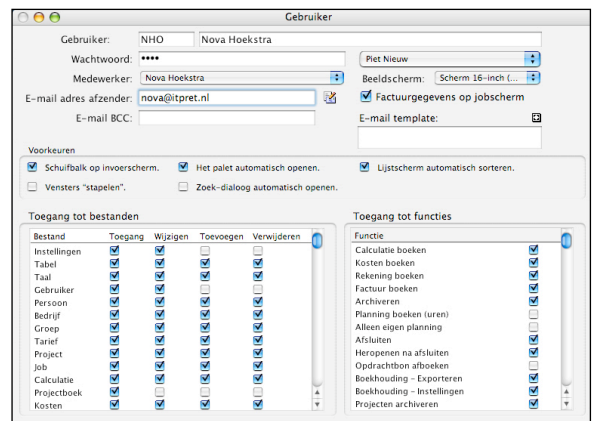 Gebruiker
Gebruiker: NHO Nova Hoekstra
Wachtwoord: •••• Piet Nieuw
Medewerker: Nova Hoekstra Beeldscherm: Scherm 16-inch (...
E-mail adres afzender: nova@itpret.nl Factuurgegevens op jobscherm
E-mail BCC: E-mail template:
Voorkeuren
Schuifbalk op invoerscherm. Het palet automatisch openen. Lijstscherm automatisch sorteren.
Vensters "stapelen". Zoek-dialoog automatisch openen.
Toegang tot bestanden
Bestand Toegang Wijzigen Toevoegen Verwijderen
Instellingen
Tabel
Taal
Gebruiker
Persoon
Bedrijf
Groep
Tarief
Project
Job
Calculatie
Projectboek
Kosten
Toegang tot functies
Functie
Calculatie boeken
Kosten boeken
Rekening boeken
Factuur boeken
Archiveren
Planning boeken (uren)
Alleen eigen planning
Afsluiten
Heropenen na afsluiten
Opdrachtbon afboeken
Boekhouding - Exporteren
Boekhouding - Instellingen
Projecten archiveren